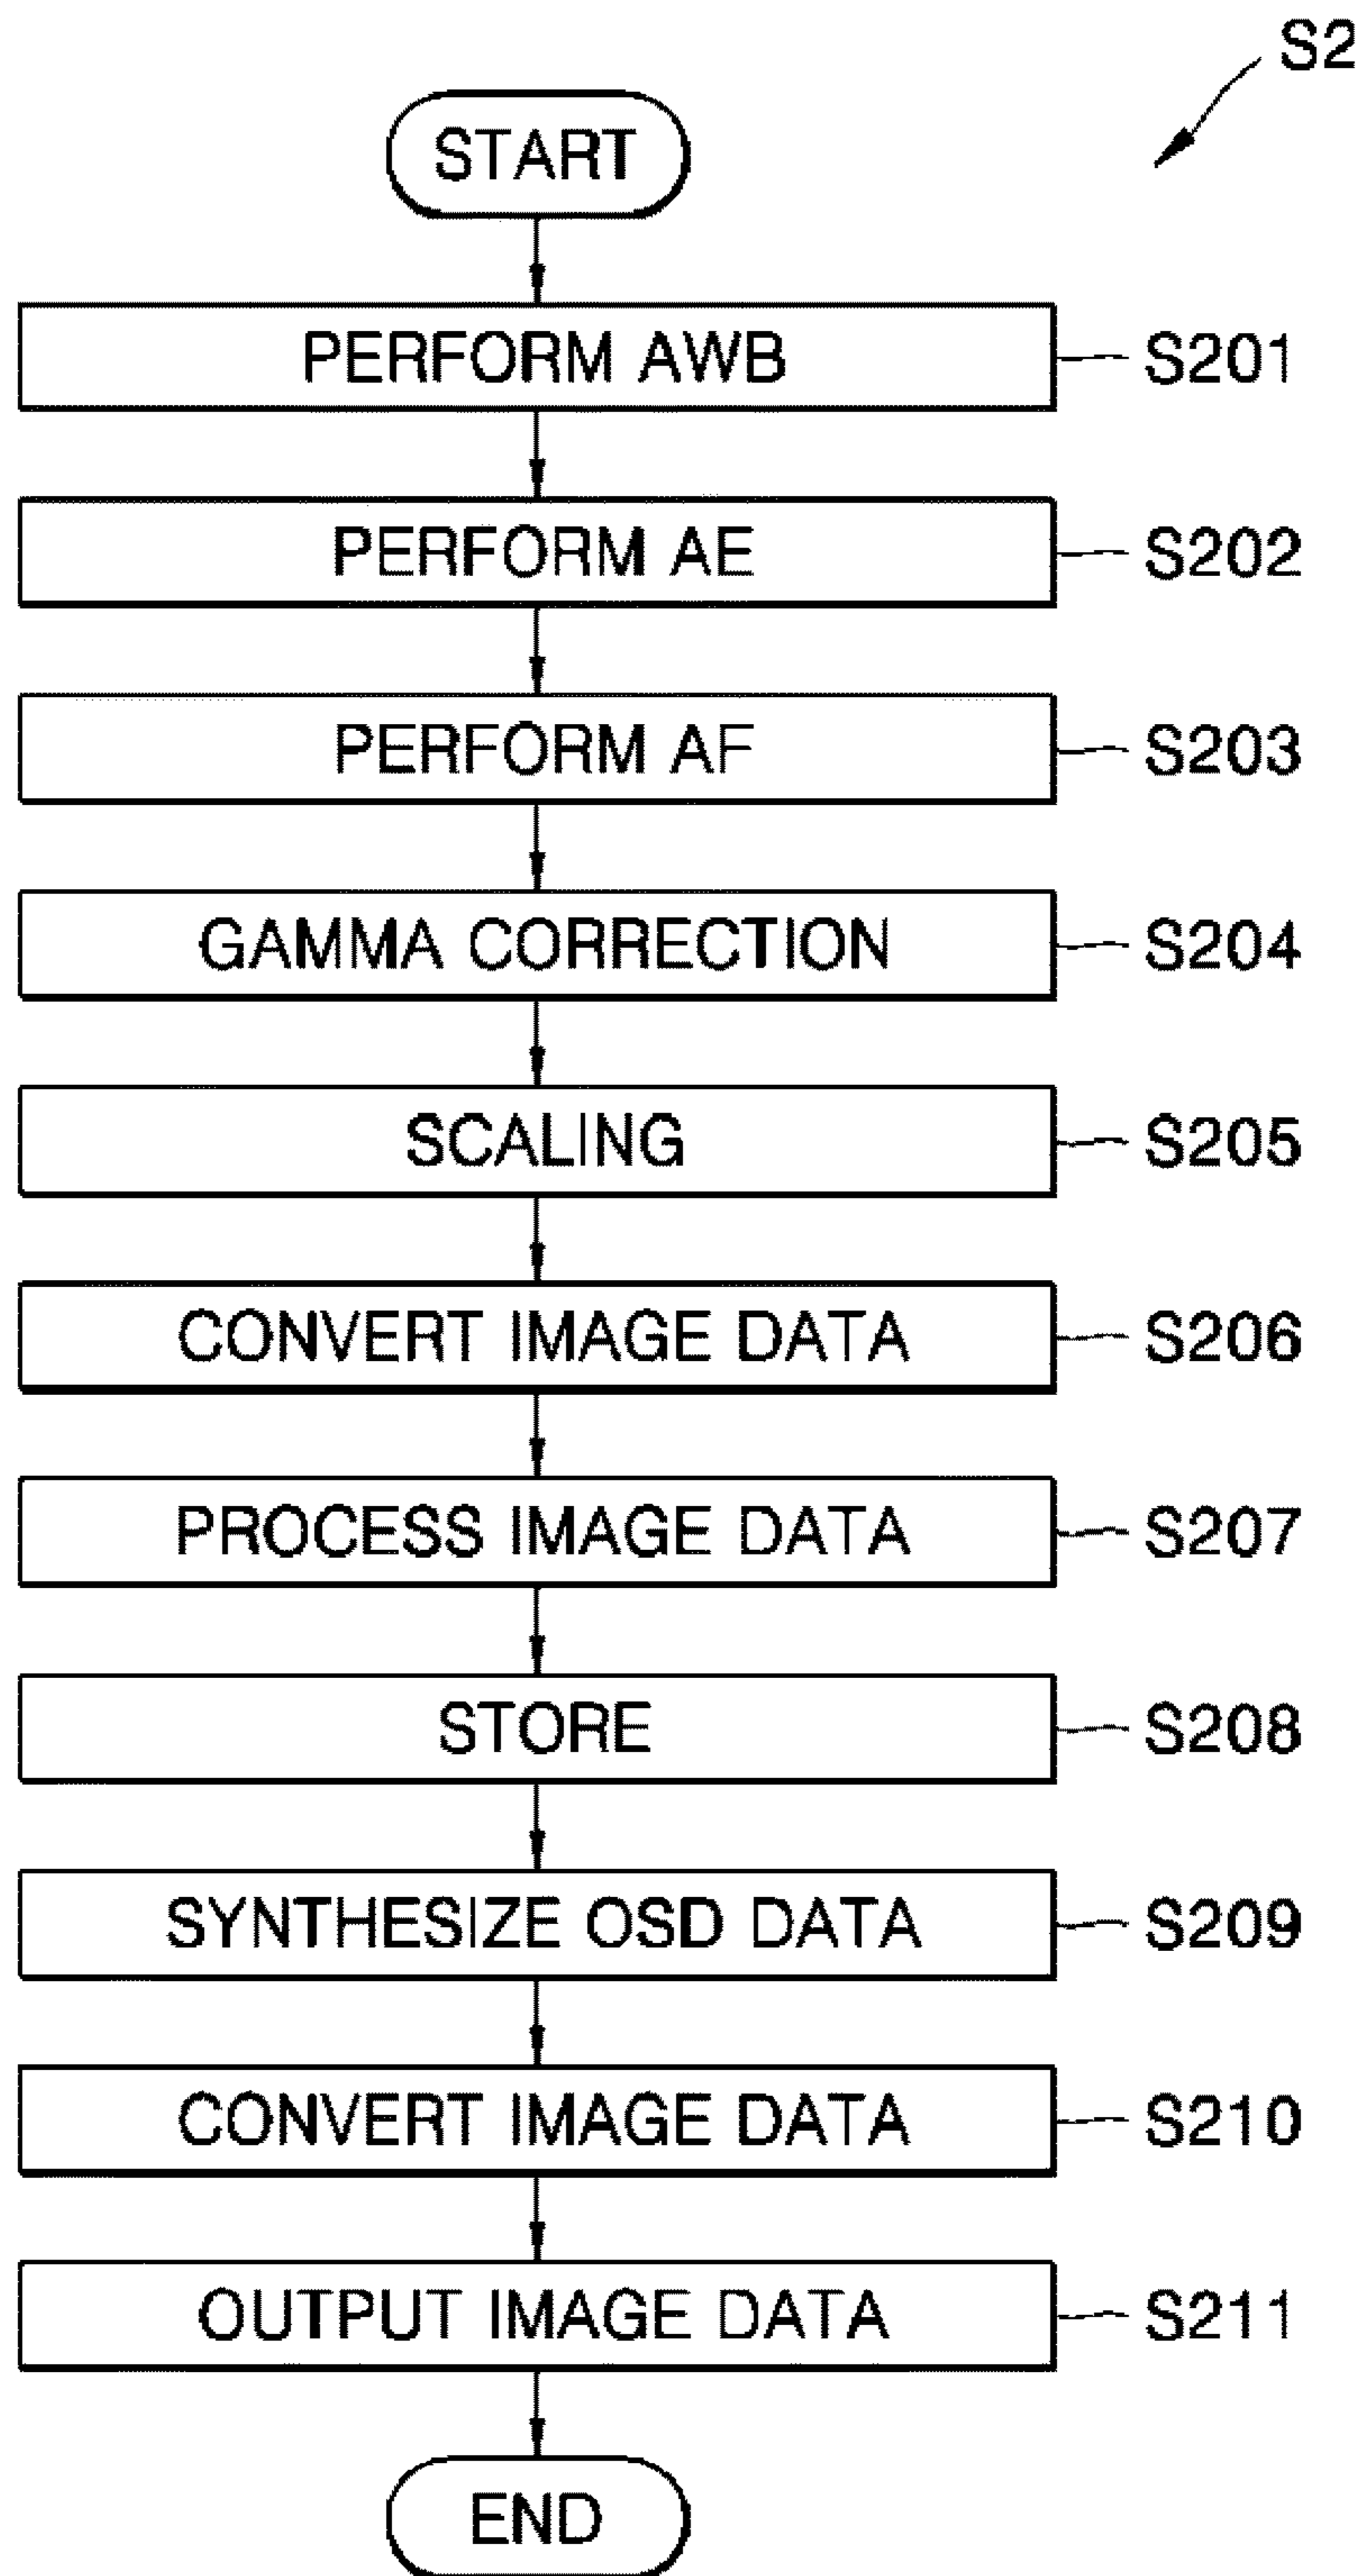 S2
START
PERFORM AWB S201
PERFORM AE S202
PERFORM AF S203
GAMMA CORRECTION S204
SCALING S205
CONVERT IMAGE DATA S206
PROCESS IMAGE DATA S207
STORE S208
SYNTHESIZE OSD DATA S209
CONVERT IMAGE DATA S210
OUTPUT IMAGE DATA S211
END